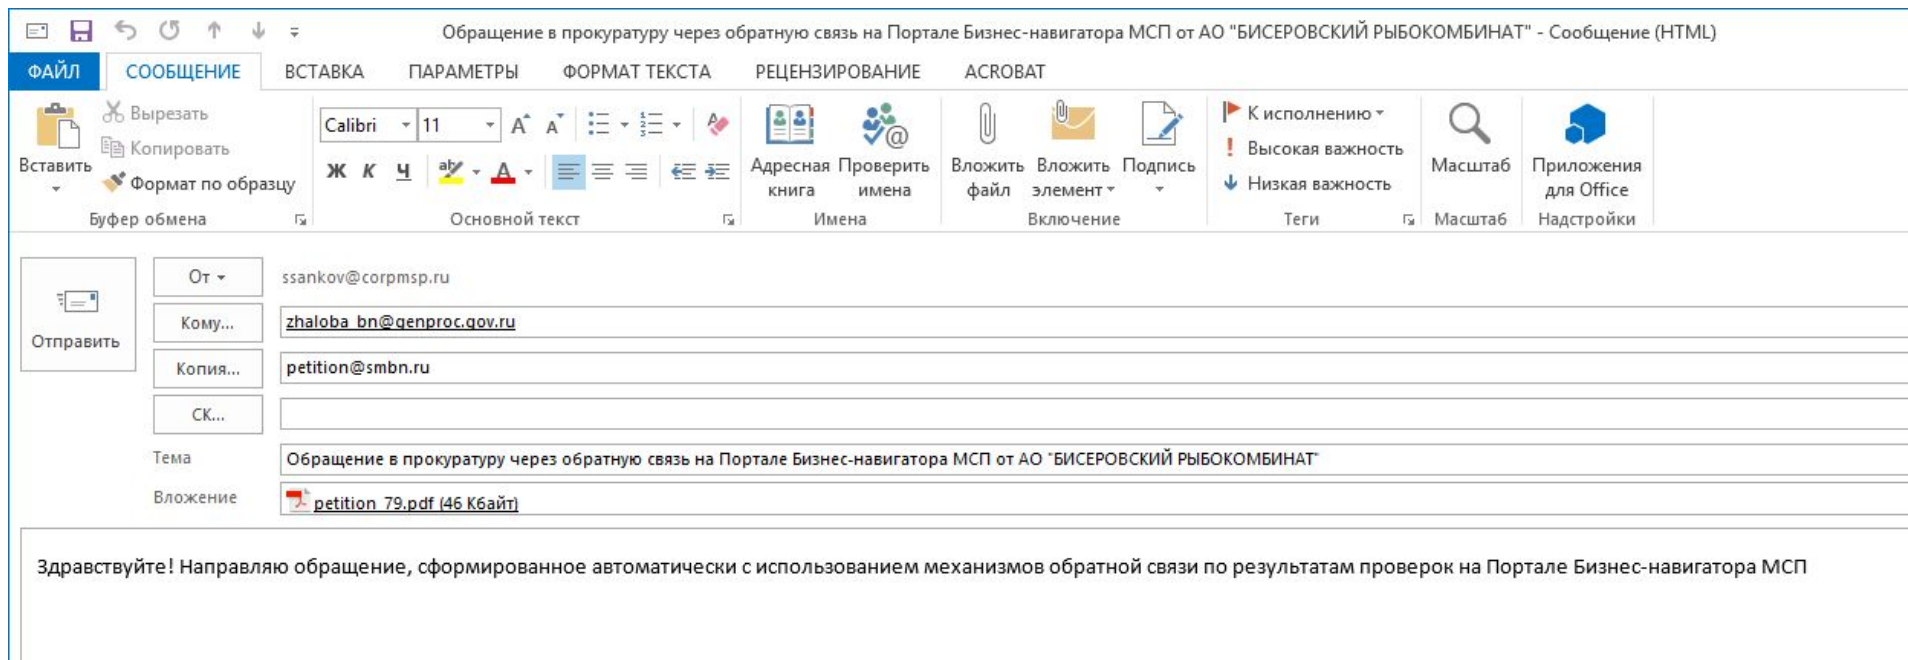 Обращение в прокуратуру через обратную связь на Портале Бизнес-навигатора МСП от АО "БИСЕРОВСКИЙ РЫБОКОМБИНАТ" - Сообщение (HTML)
ФАЙЛ СООБЩЕНИЕ ВСТАВКА ПАРАМЕТРЫ ФОРМАТ ТЕКСТА РЕЦЕНЗИРОВАНИЕ ACROBAT
Вставить
Вырезать
Копировать
Формат по образцу
Буфер обмена
Calibri 11
Ж К Ч
Основной текст
Адресная книга
Проверить имена
Имена
Вложить файл
Вложить элемент
Подпись
Включение
К исполнению
Высокая важность
Низкая важность
Теги
Масштаб
Масштаб
Приложения для Office
Надстройки
Отправить
От ssankov@corpmsp.ru
Кому... zhaloba_bn@genproc.gov.ru
Копия... petition@smbn.ru
СК...
Тема Обращение в прокуратуру через обратную связь на Портале Бизнес-навигатора МСП от АО "БИСЕРОВСКИЙ РЫБОКОМБИНАТ"
Вложение petition_79.pdf (46 Кбайт)
Здравствуйте! Направляю обращение, сформированное автоматически с использованием механизмов обратной связи по результатам проверок на Портале Бизнес-навигатора МСП